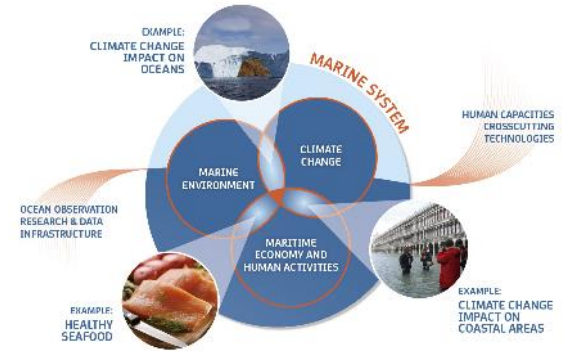 EXAMPLE:
CLIMATE CHANGE
IMPACT ON
OCEANS
MARINE SYSTEM
HUMAN CAPACITIES
CROSSCUTTING
TECHNOLOGIES
CLIMATE
CHANGE
MARINE
ENVIRONMENT
OCEAN OBSERVATION
RESEARCH & DATA
INFRASTRUCTURE
MARITIME
ECONOMY AND
HUMAN ACTIVITIES
EXAMPLE:
HEALTHY
SEAFOOD
EXAMPLE:
CLIMATE CHANGE
IMPACT ON
COASTAL AREAS